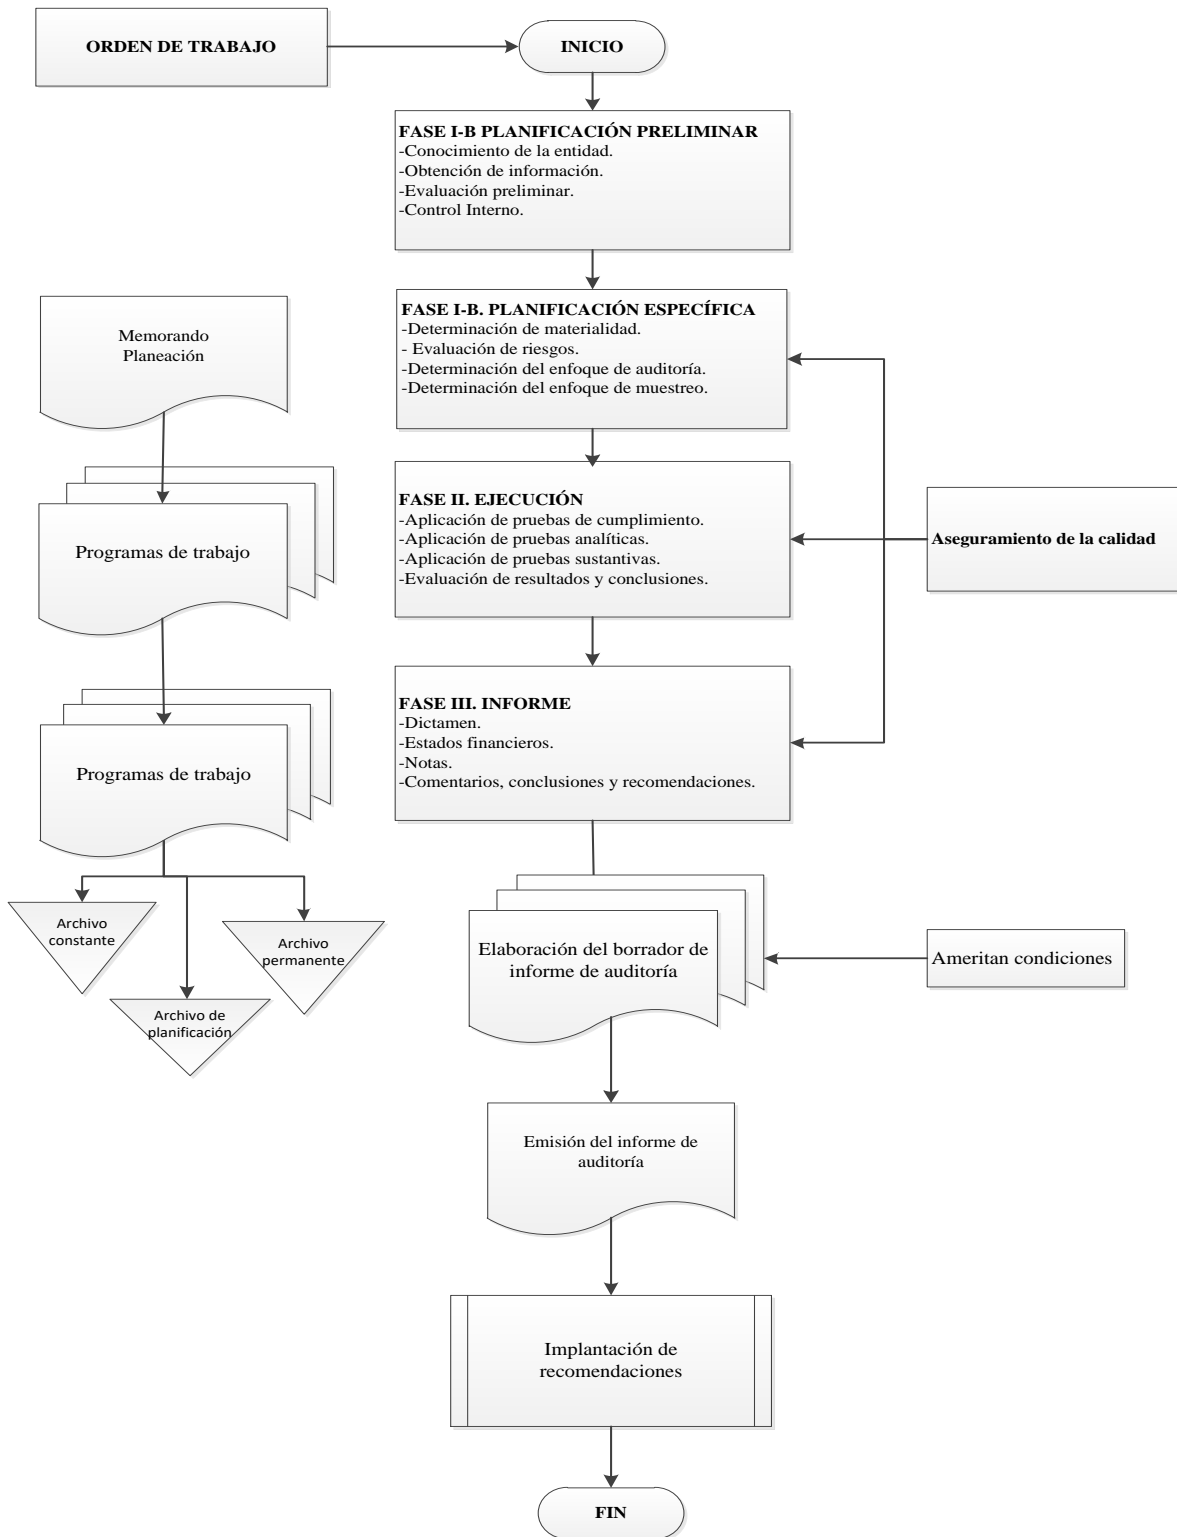 ORDEN DE TRABAJO
INICIO
FASE I-B PLANIFICACIÓN PRELIMINAR
-Conocimiento de la entidad.
-Obtención de información.
-Evaluación preliminar.
-Control Interno.
FASE I-B. PLANIFICACIÓN ESPECÍFICA
-Determinación de materialidad.
- Evaluación de riesgos.
-Determinación del enfoque de auditoría.
-Determinación del enfoque de muestreo.
Memorando
Planeación
FASE II. EJECUCIÓN
-Aplicación de pruebas de cumplimiento.
-Aplicación de pruebas analíticas.
-Aplicación de pruebas sustantivas.
-Evaluación de resultados y conclusiones.
Programas de trabajo
Aseguramiento de la calidad
FASE III. INFORME
-Dictamen.
-Estados financieros.
-Notas.
-Comentarios, conclusiones y recomendaciones.
Programas de trabajo
Archivo
constante
Archivo
permanente
Archivo de
planificación
Elaboración del borrador de
informe de auditoría
Ameritan condiciones
Emisión del informe de
auditoría
Implantación de
recomendaciones
FIN